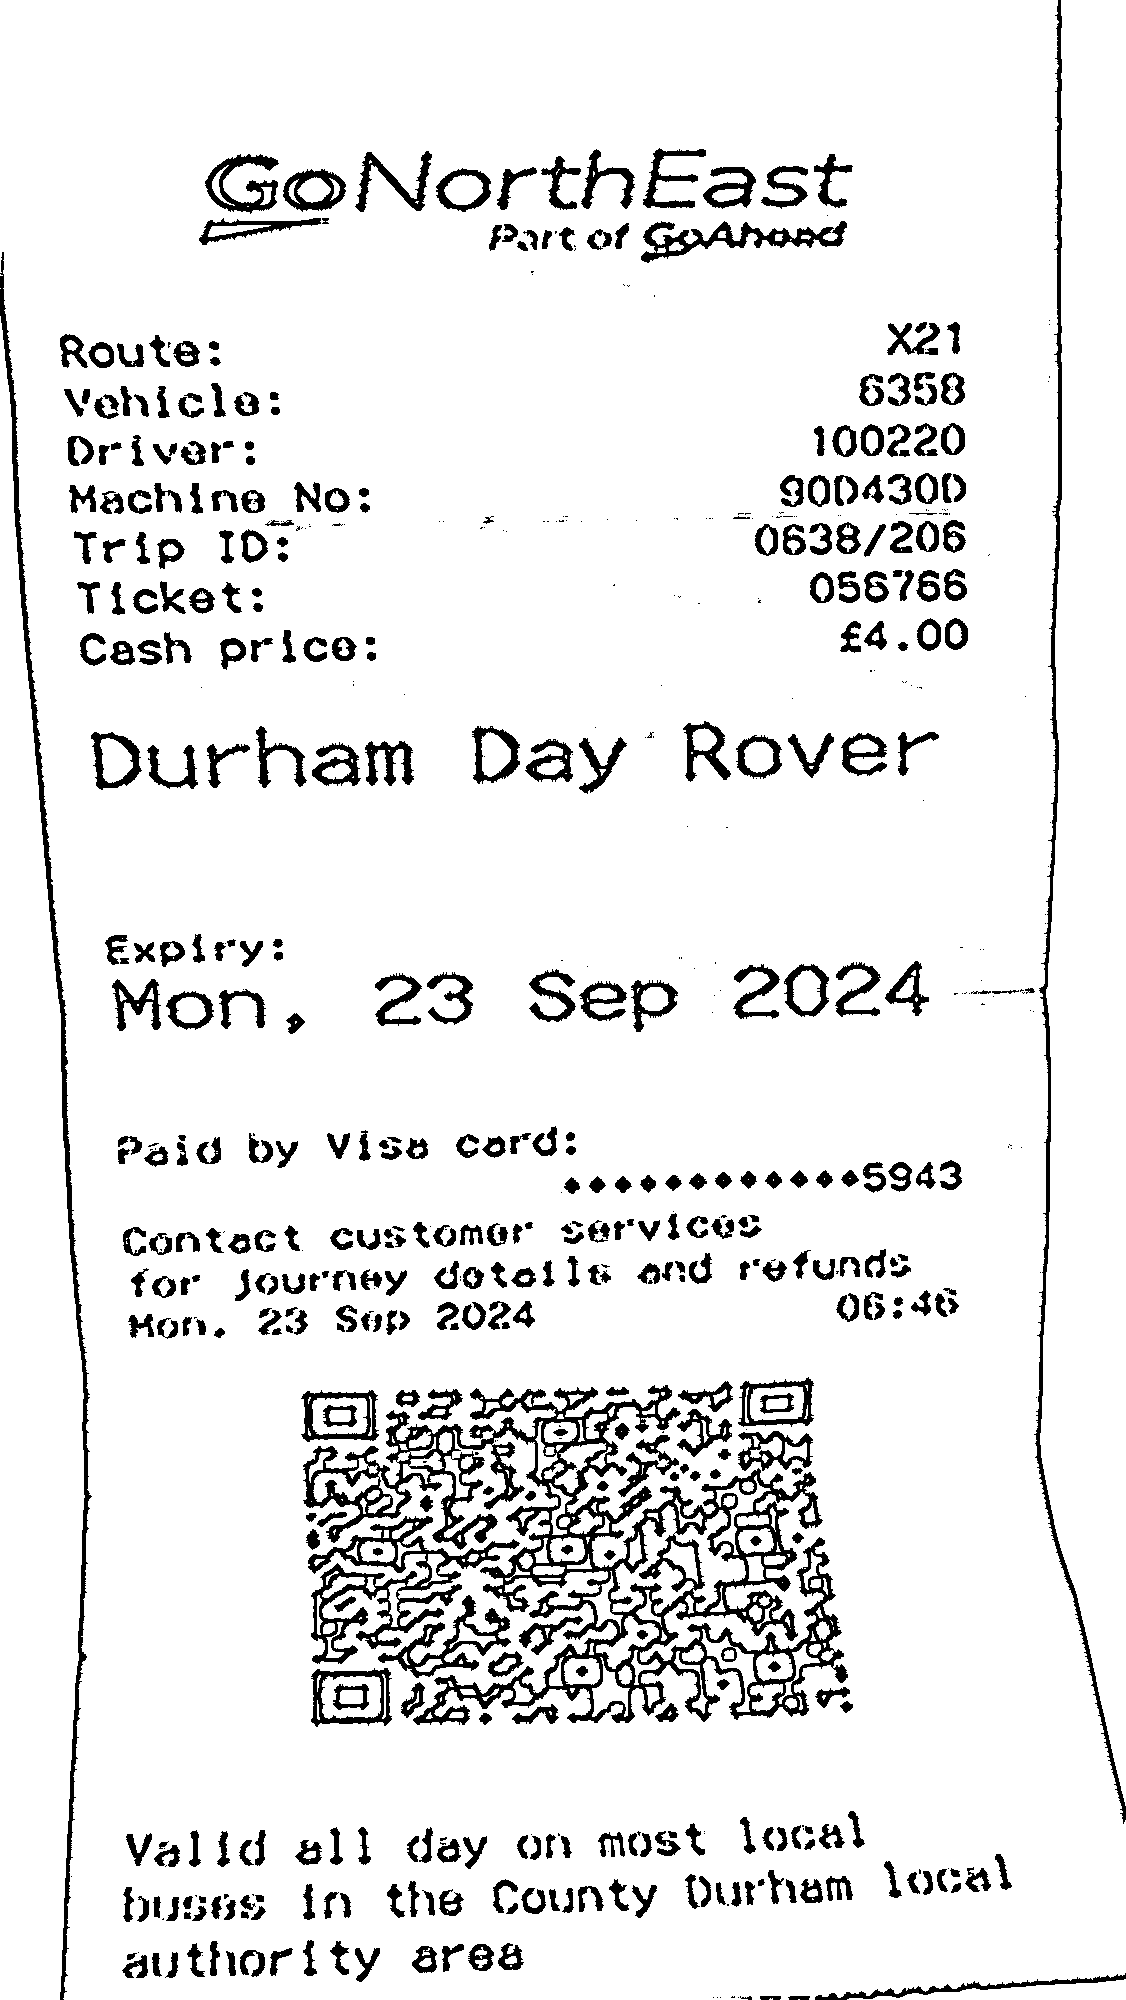 GoNorthEast
Part of GoAhead
Route: X21
Vehicle: 6358
Driver: 100220
Machine No: 90D430D
Trip ID: 0638/206
Ticket: 056766
Cash price: £4.00
Durham Day Rover
Expiry:
Mon, 23 Sep 2024
Paid by Visa card:
************5943
Contact customer services
for journey details and refunds
Mon. 23 Sep 2024 06:46
Valid all day on most local
buses in the County Durham local
authority area